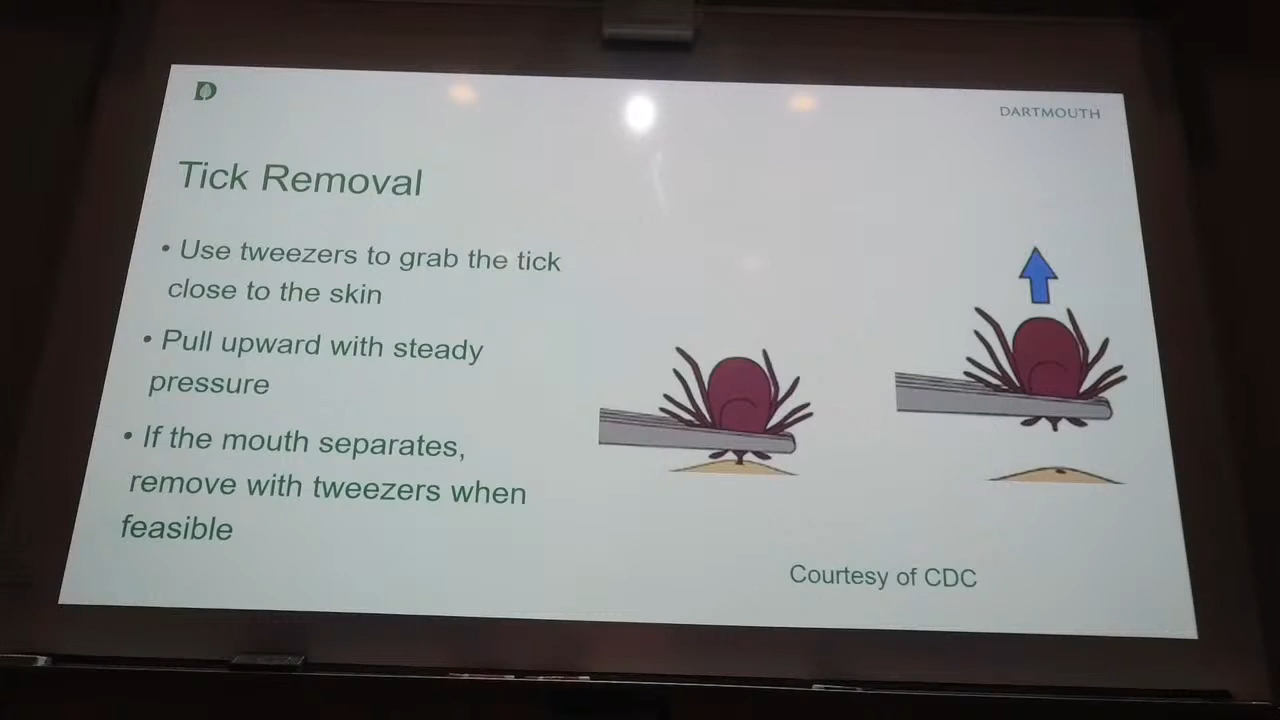 D
DARTMOUTH
Tick Removal
• Use tweezers to grab the tick
close to the skin
• Pull upward with steady
pressure
• If the mouth separates,
remove with tweezers when
feasible
Courtesy of CDC